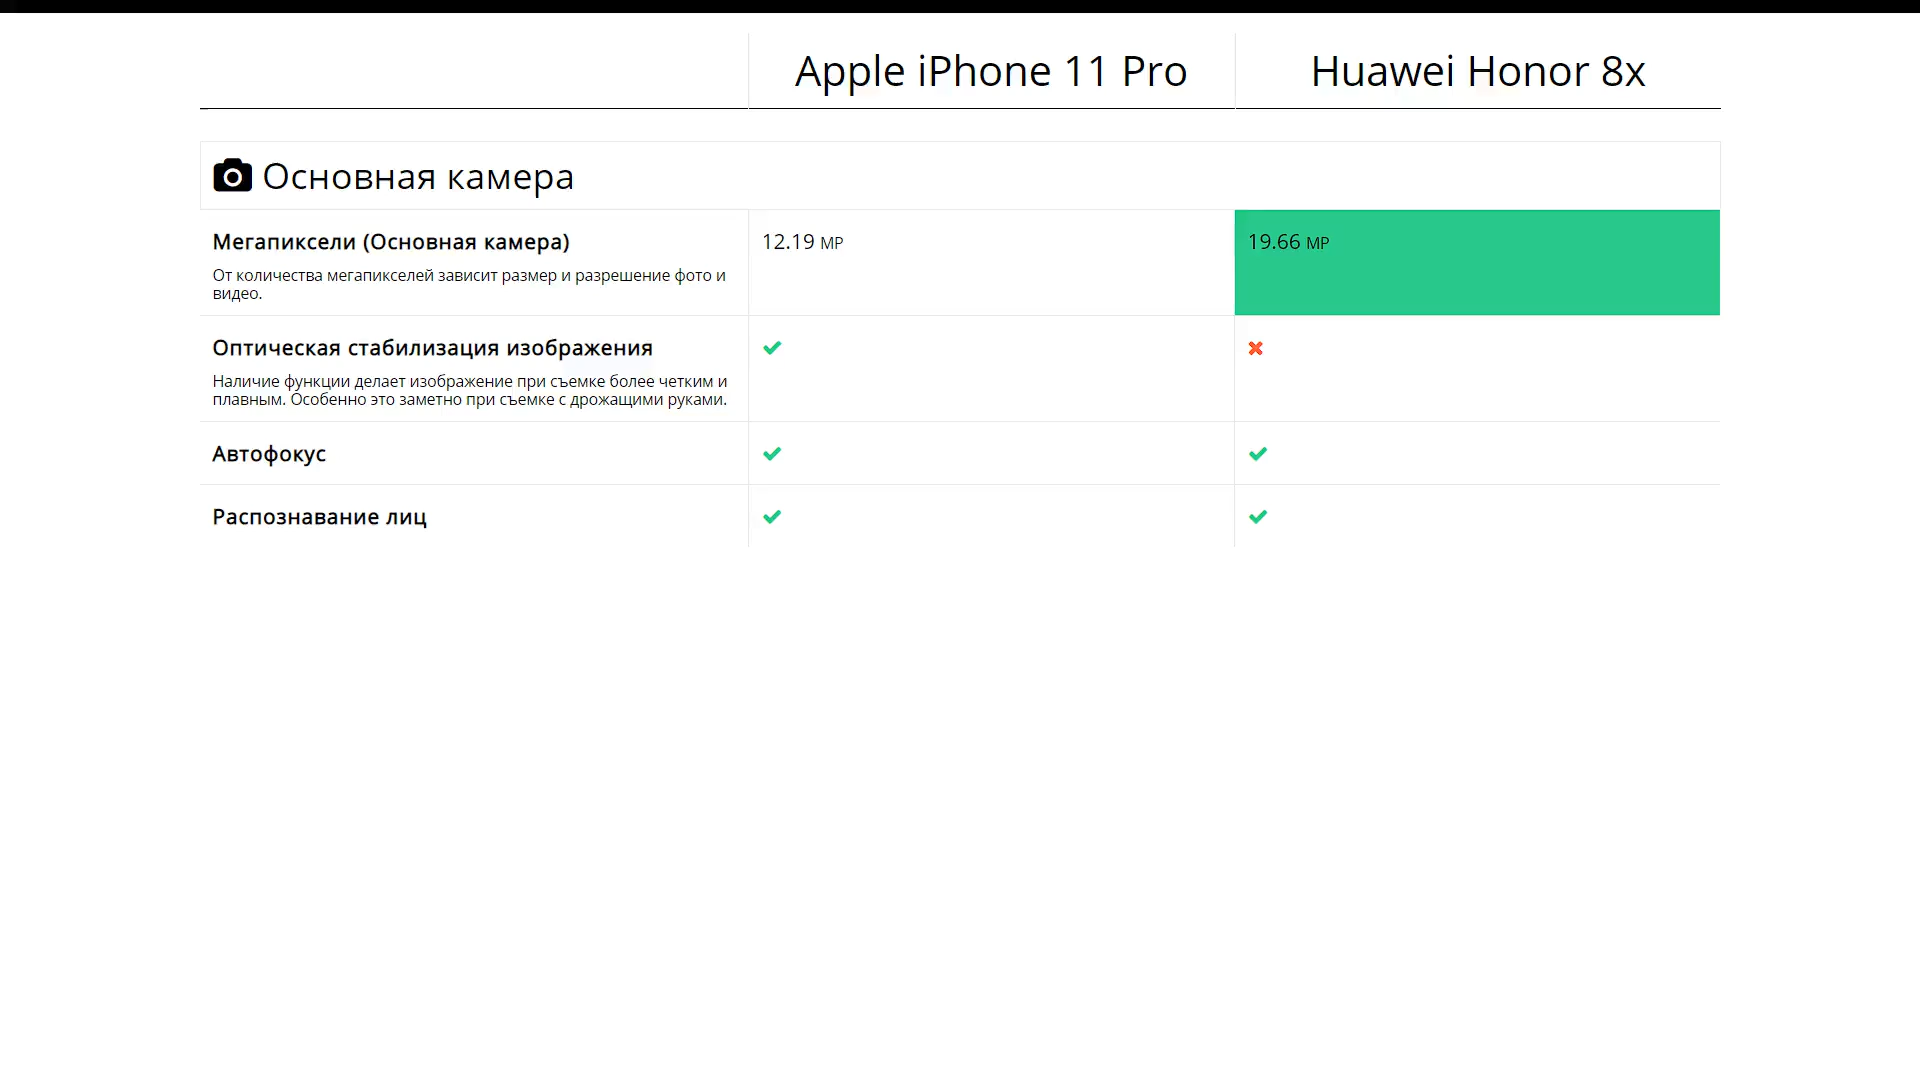 Apple iPhone 11 Pro
Huawei Honor 8x
Основная камера
Мегапиксели (Основная камера)
12.19 MP
19.66 MP
От количества мегапикселей зависит размер и разрешение фото и
видео.
Оптическая стабилизация изображения
Наличие функции делает изображение при съемке более четким и
плавным. Особенно это заметно при съемке с дрожащими руками.
Автофокус
Распознавание лиц